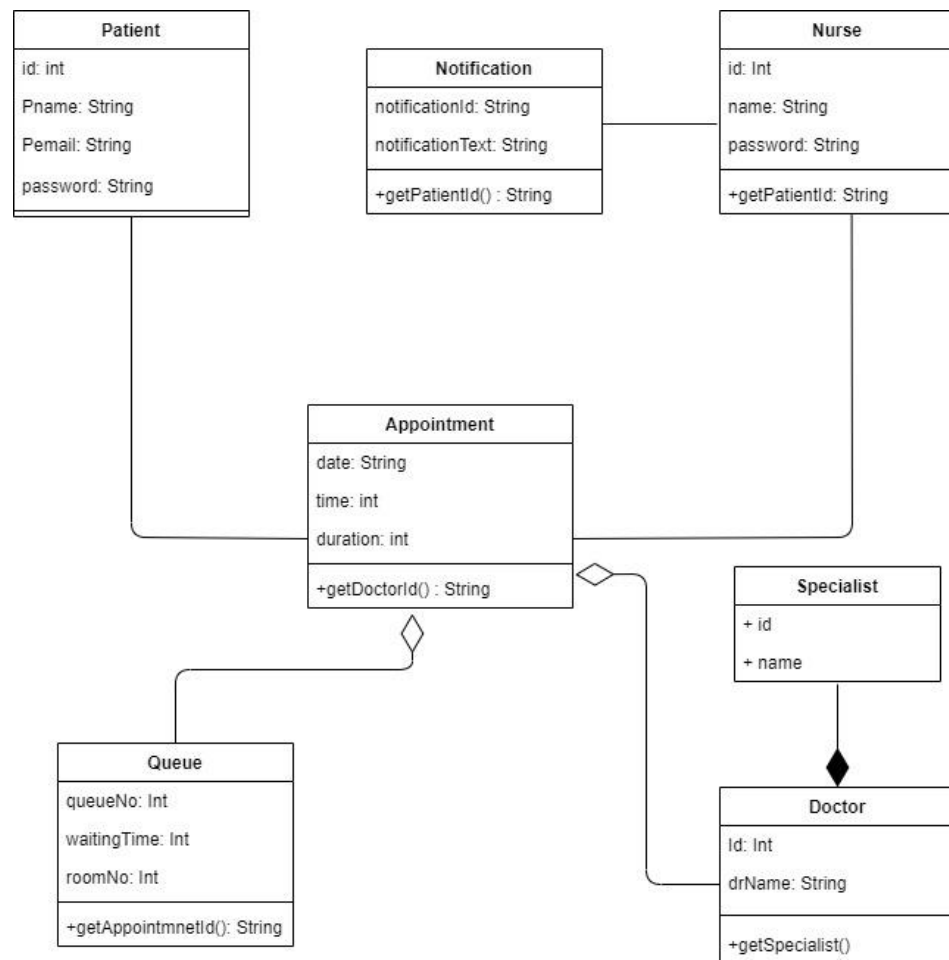 Patient
id: int
Pname: String
Pemail: String
password: String
Notification
notificationId: String
notificationText: String
+getPatientId() : String
Nurse
id: Int
name: String
password: String
+getPatientId: String
Appointment
date: String
time: int
duration: int
+getDoctorId() : String
Specialist
+ id
+ name
Queue
queueNo: Int
waitingTime: Int
roomNo: Int
+getAppointmnetId(): String
Doctor
Id: Int
drName: String
+getSpecialist()